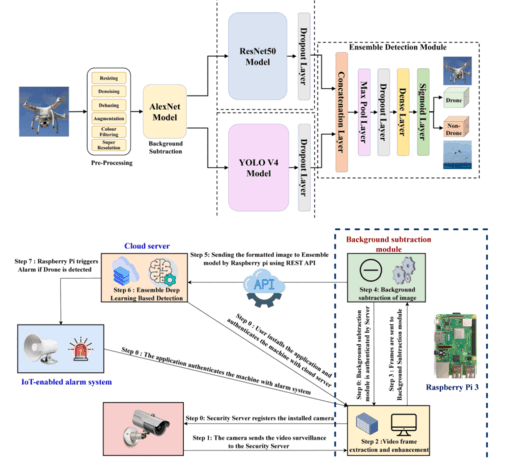 ResNet50
Model
Dropout Layer
Ensemble Detection Module
Resizing
Denoising
Dehazing
Augmentation
Colour
Filtering
Super
Resolution
Pre-Processing
AlexNet
Model
Background
Subtraction
YOLO V4
Model
Dropout Layer
Concatenation Layer
Max Pool Layer
Dropout Layer
Dense Layer
Sigmoid Layer
Drone
Non-
Drone
Cloud server
Step 7 : Raspberry Pi triggers
Alarm if Drone is detected
Step 6 : Ensemble Deep
Learning Based Detection
Step 5: Sending the formatted image to Ensemble
model by Raspberry pi using REST API
API
Background subtraction
module
Step 4: Background
subtraction of image
Step 0 : User installs the application and
authenticates the machine with cloud server
Step 0: Background subtraction
module is authenticated by Server
Step 3 : Frames are sent to
Background Subtraction module
Raspberry Pi 3
IoT-enabled alarm system
Step 0 : The application authenticates the machine with alarm system
Step 0: Security Server registers the installed camera
Step 1: The camera sends the video surveillance
to the Security Server
Step 2 :Video frame
extraction and enhancement